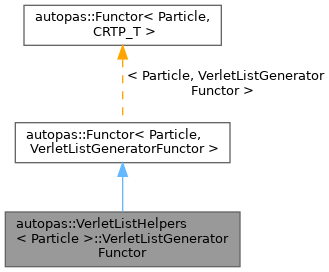 autopas::Functor< Particle,
CRTP_T >
< Particle, VerletListGenerator
Functor >
autopas::Functor< Particle,
VerletListGeneratorFunctor >
autopas::VerletListHelpers
< Particle >::VerletListGenerator
Functor